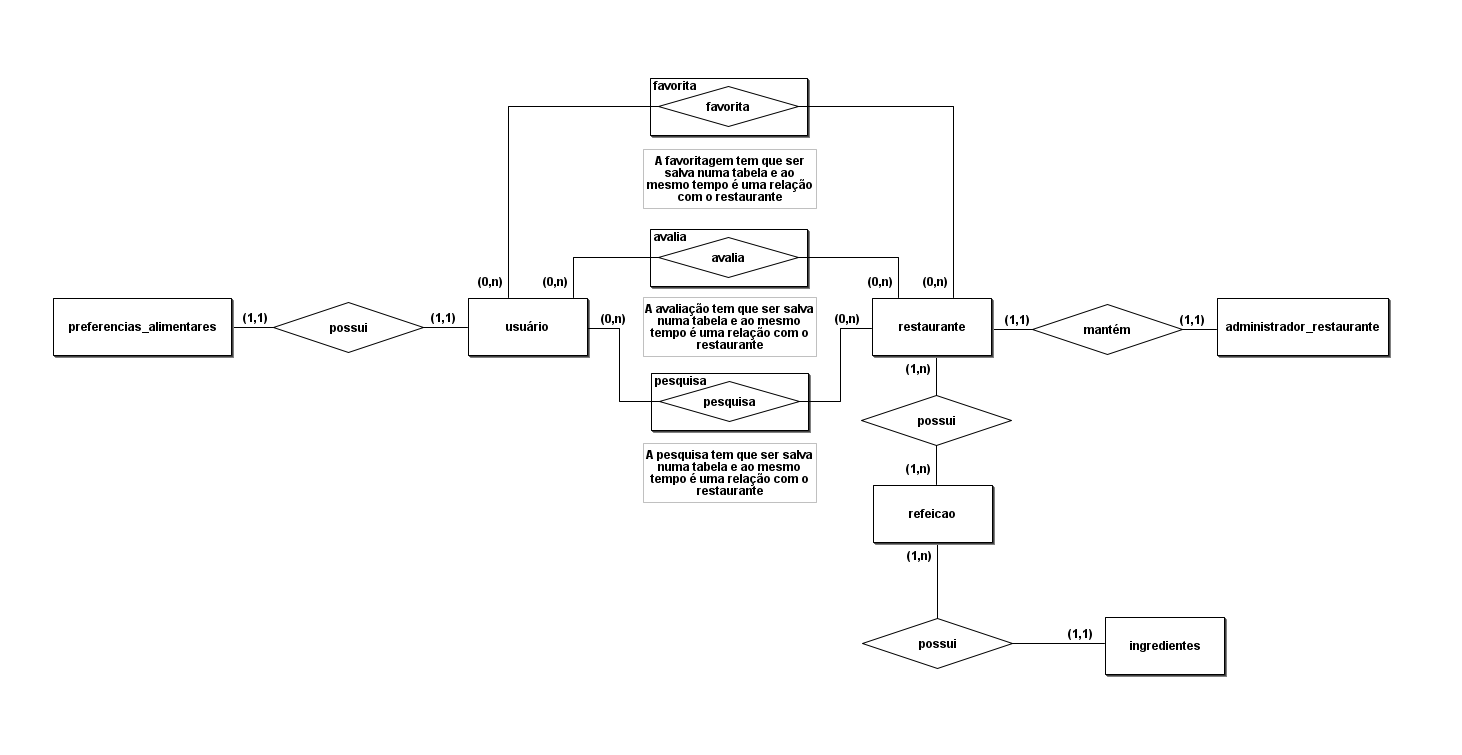 favorita
favorita
A favoritagem tem que ser
salva numa tabela e ao
mesmo tempo é uma relação
com o restaurante
avalia
avalia
(0,n)
(0,n)
(0,n)
(0,n)
preferencias_alimentares
(1,1)
possui
(1,1)
usuário
(0,n)
A avaliação tem que ser salva
numa tabela e ao mesmo
tempo é uma relação com o
restaurante
(0,n)
restaurante
(1,1)
mantém
(1,1)
administrador_restaurante
pesquisa
pesquisa
A pesquisa tem que ser salva
numa tabela e ao mesmo
tempo é uma relação com o
restaurante
(1,n)
possui
(1,n)
refeicao
(1,n)
possui
(1,1)
ingredientes